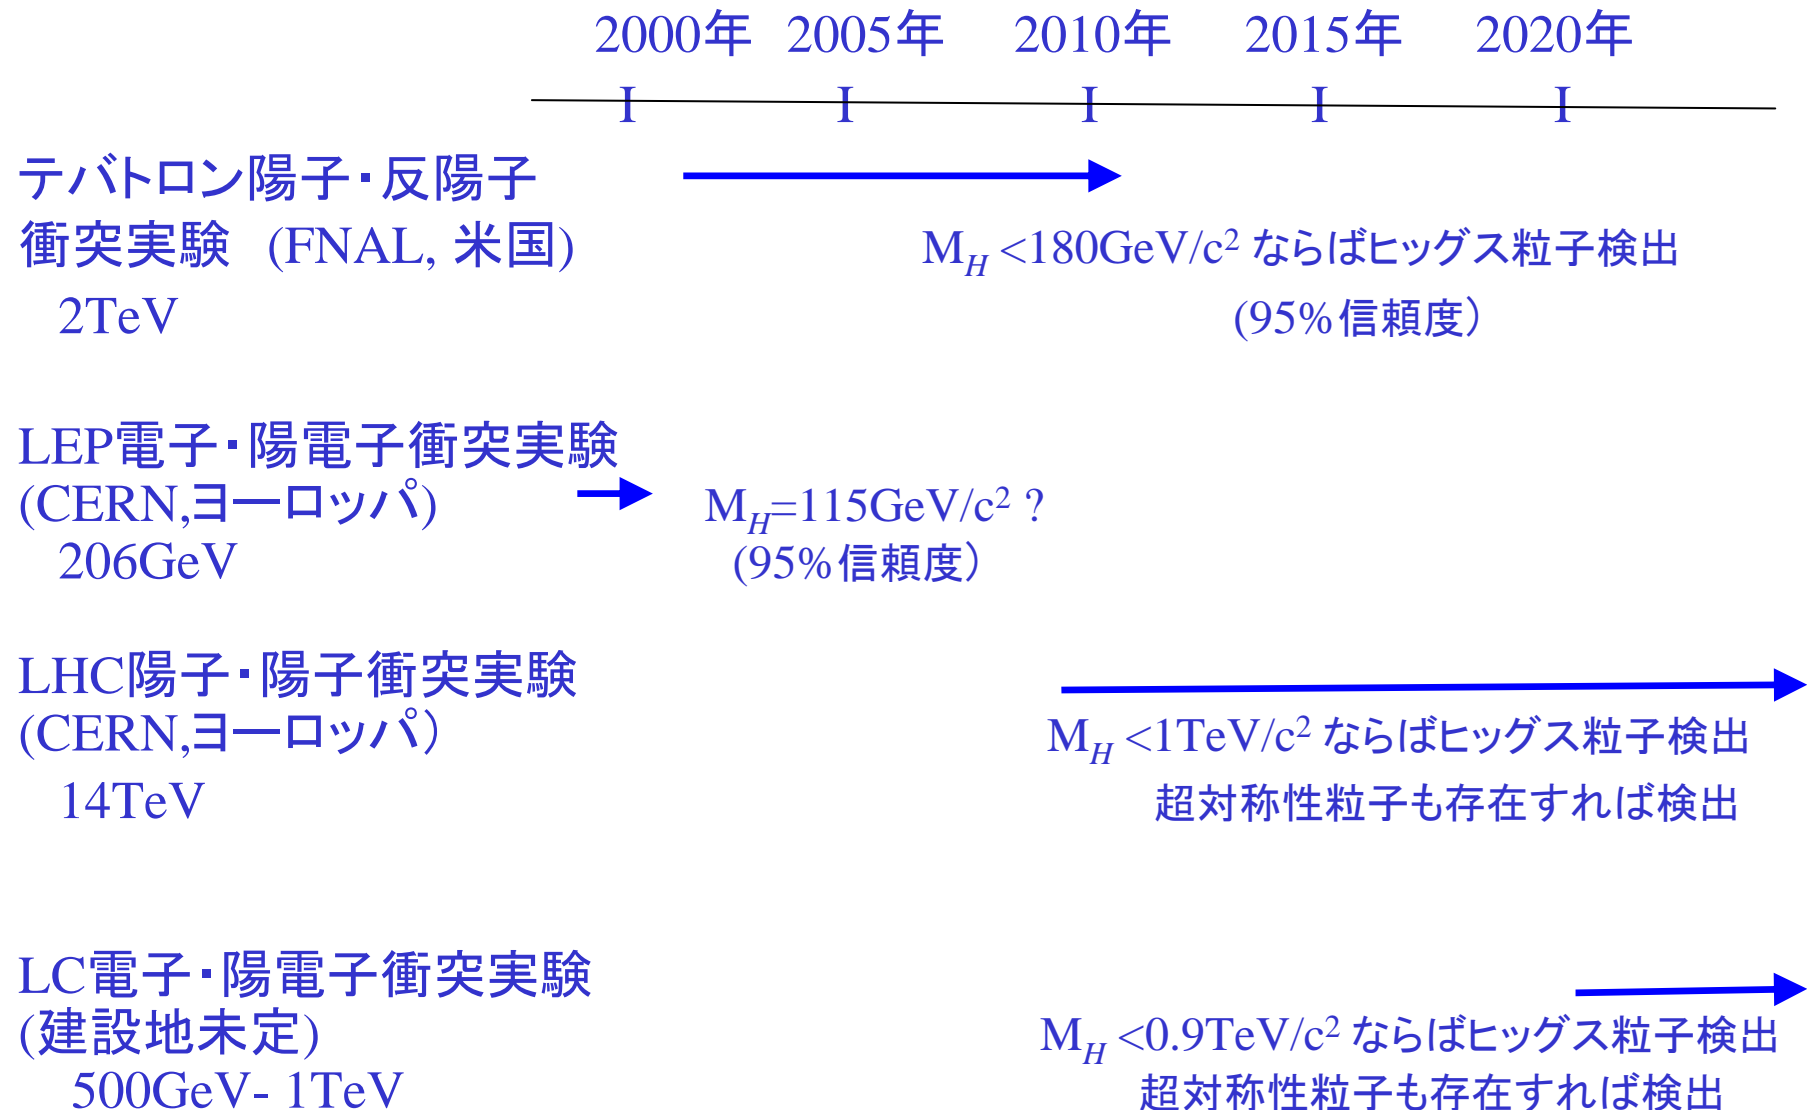 2000年 2005年 2010年 2015年 2020年
I I I I I
テバトロン陽子・反陽子
衝突実験 (FNAL, 米国)
2TeV
M_H <180GeV/c² ならばヒッグス粒子検出
(95%信頼度)
LEP電子・陽電子衝突実験
(CERN,ヨーロッパ)
206GeV
M_H=115GeV/c² ?
(95%信頼度)
LHC陽子・陽子衝突実験
(CERN,ヨーロッパ)
14TeV
M_H <1TeV/c² ならばヒッグス粒子検出
超対称性粒子も存在すれば検出
LC電子・陽電子衝突実験
(建設地未定)
500GeV- 1TeV
M_H <0.9TeV/c² ならばヒッグス粒子検出
超対称性粒子も存在すれば検出